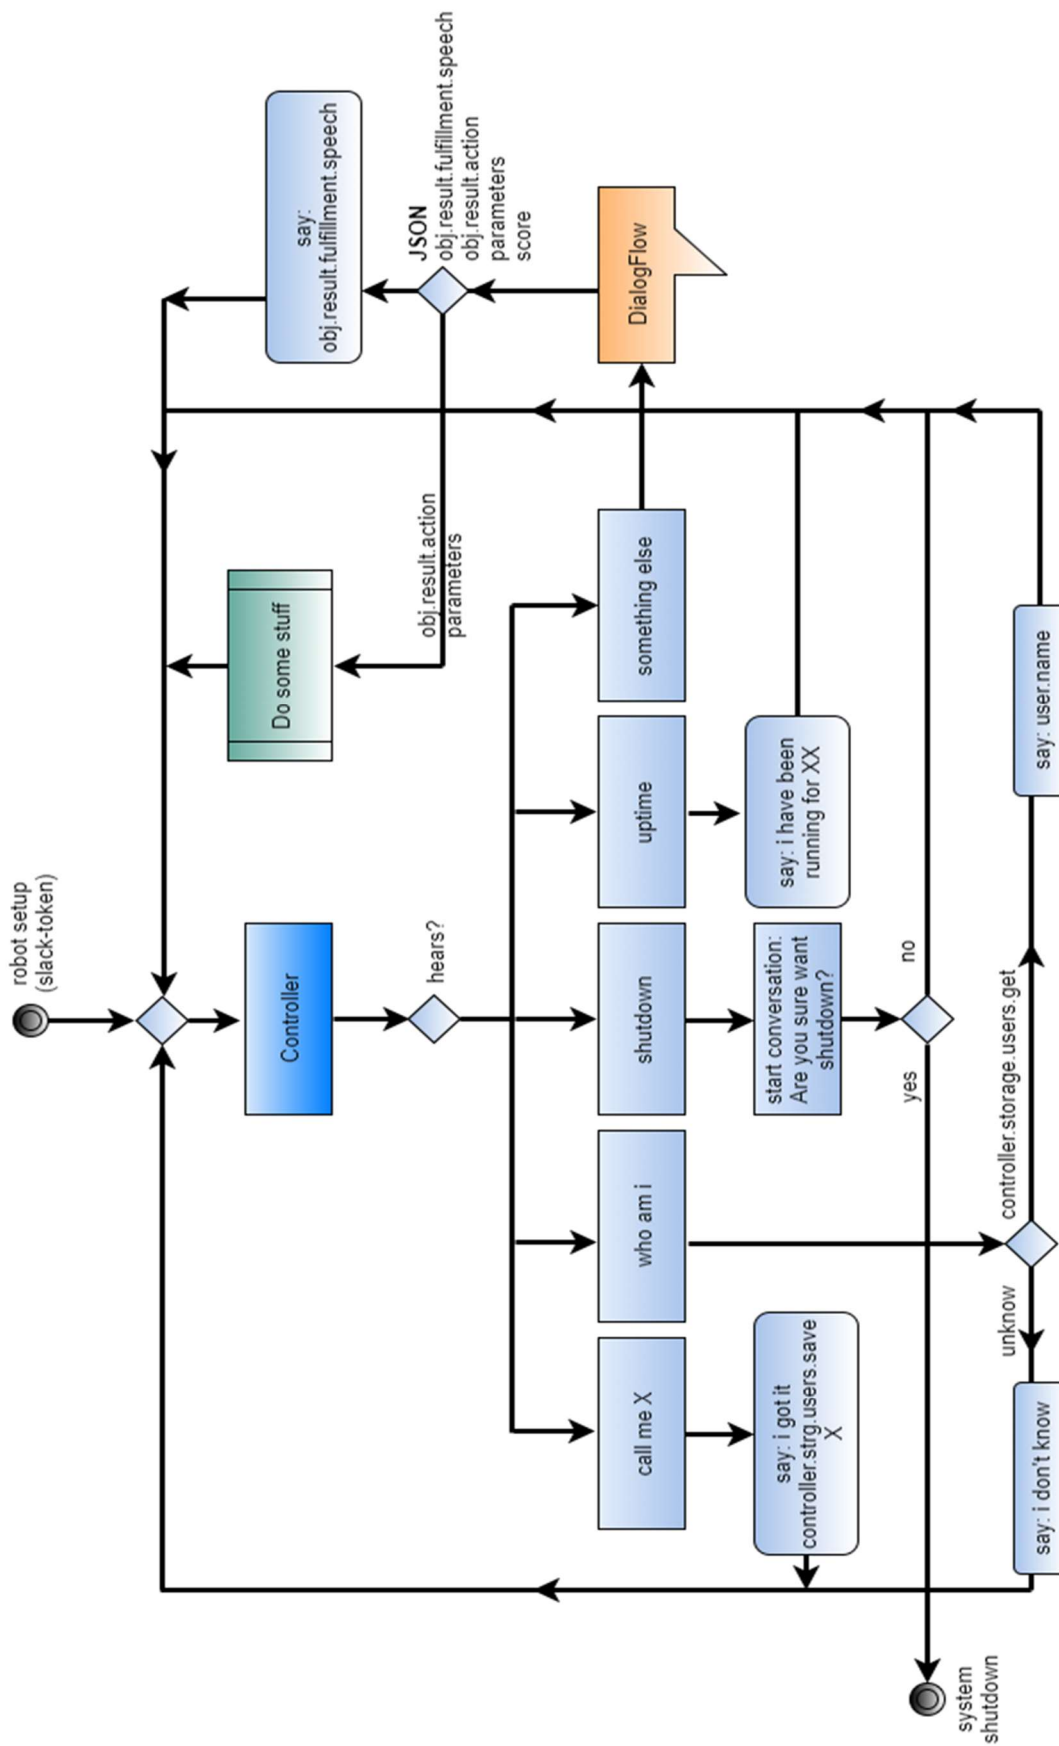 robot setup
(slack-token)
Controller
hears?
call me X
who am i
shutdown
uptime
something else
DialogFlow
JSON
obj.result.fulfillment.speech
obj.result.action
parameters
score
say:
obj.result.fulfillment.speech
obj.result.action
parameters
Do some stuff
say: i got it
controller.strg.users.save
X
start conversation:
Are you sure want
shutdown?
say: i have been
running for XX
yes
no
system
shutdown
unknow
controller.storage.users.get
say: i don't know
say: user.name